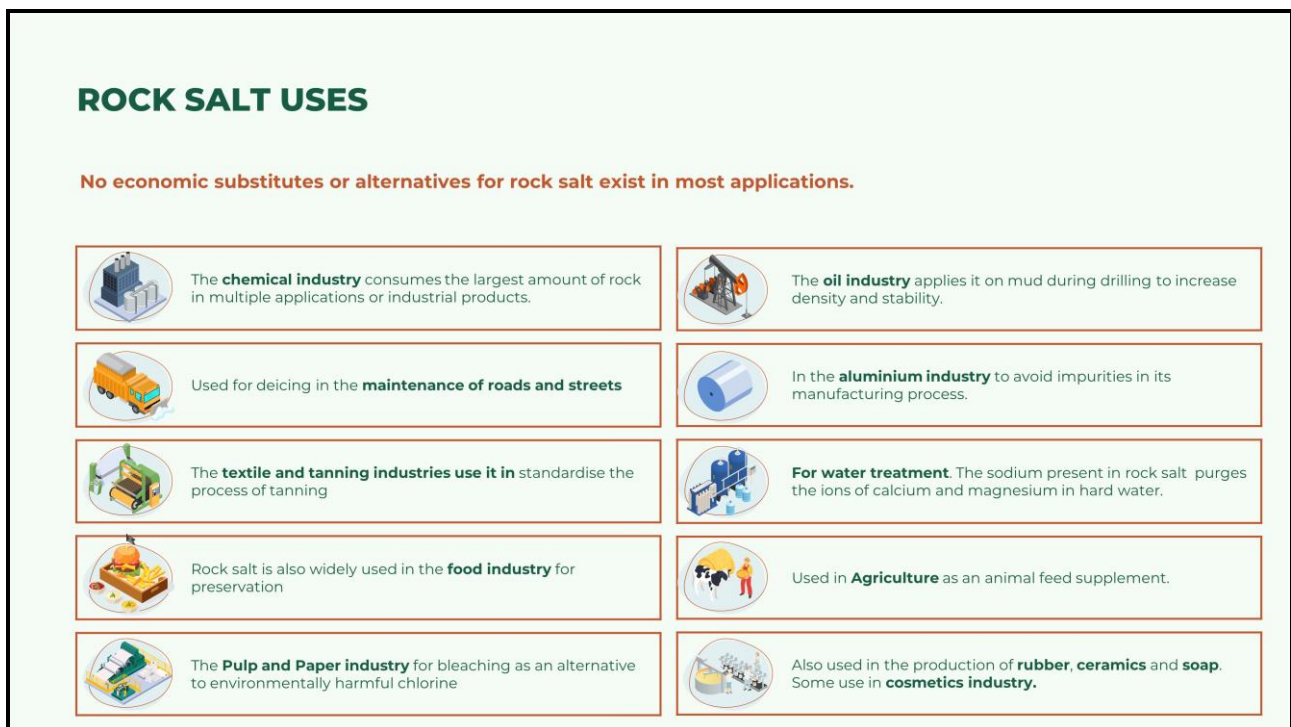 ROCK SALT USES
No economic substitutes or alternatives for rock salt exist in most applications.
The chemical industry consumes the largest amount of rock
in multiple applications or industrial products.
Used for deicing in the maintenance of roads and streets
The textile and tanning industries use it in standardise the
process of tanning
Rock salt is also widely used in the food industry for
preservation
The Pulp and Paper industry for bleaching as an alternative
to environmentally harmful chlorine
The oil industry applies it on mud during drilling to increase
density and stability.
In the aluminium industry to avoid impurities in its
manufacturing process.
For water treatment. The sodium present in rock salt purges
the ions of calcium and magnesium in hard water.
Used in Agriculture as an animal feed supplement.
Also used in the production of rubber, ceramics and soap.
Some use in cosmetics industry.